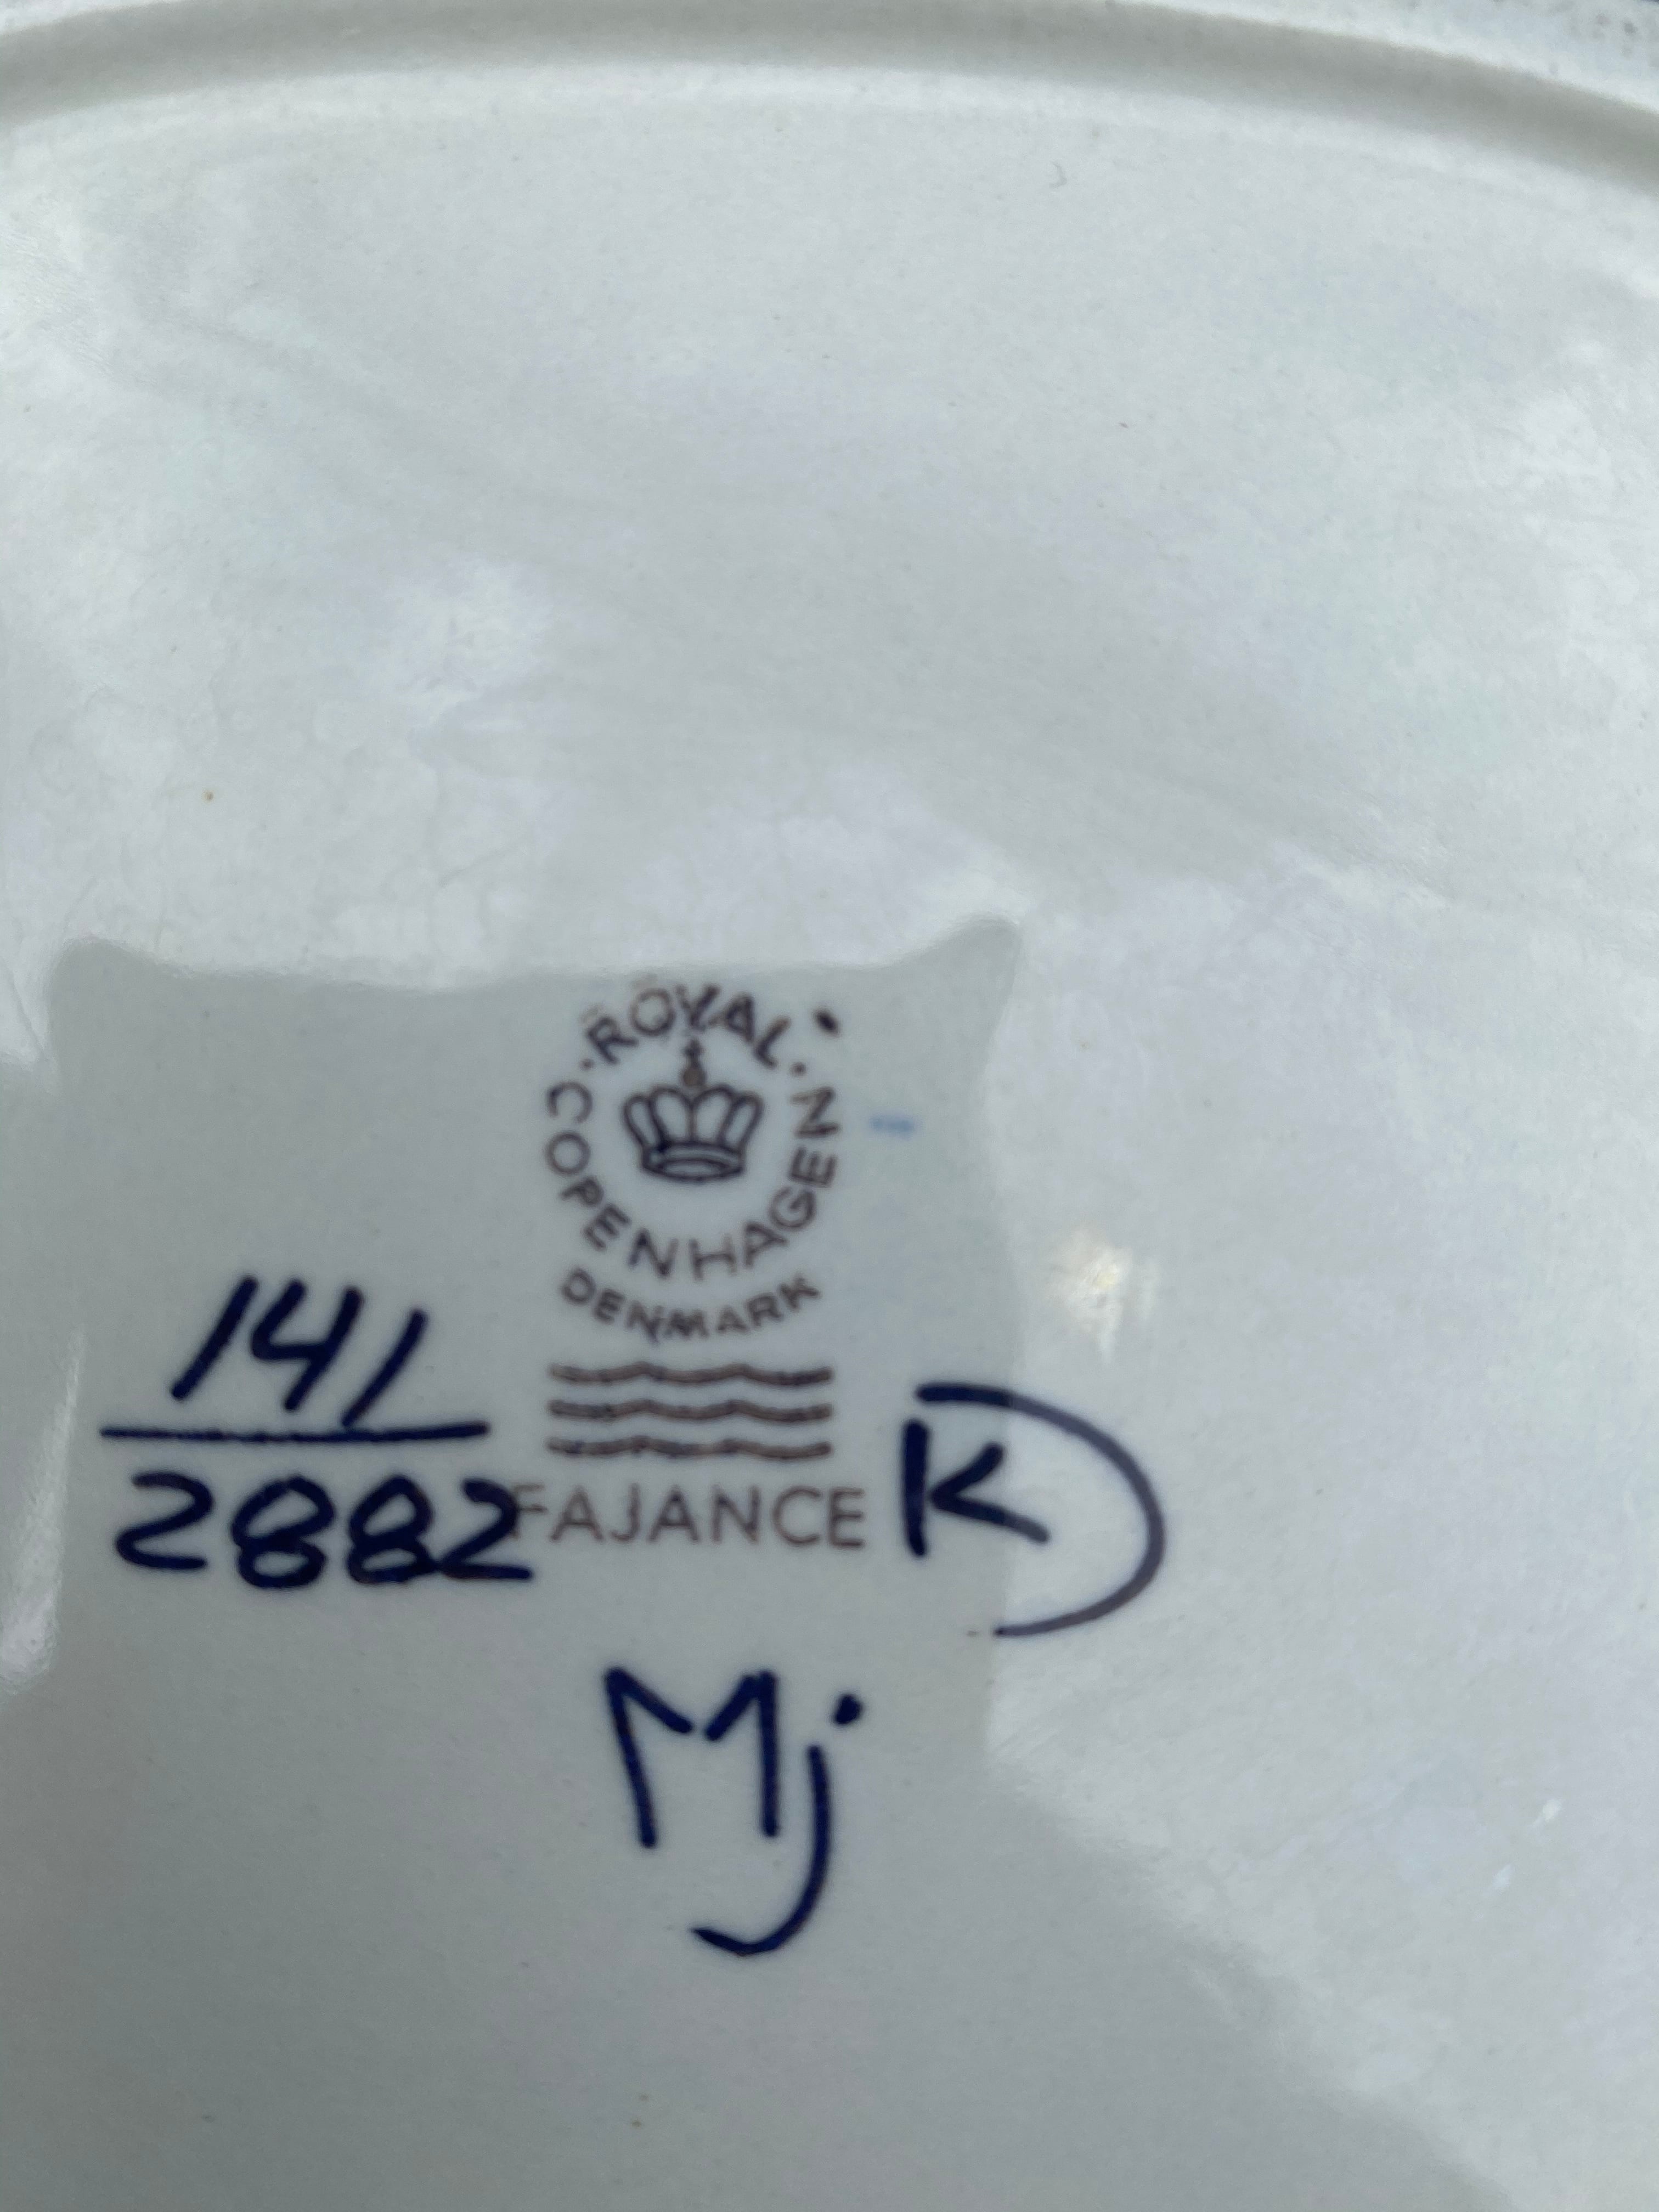 ROYAL
COPENHAGEN
DENMARK
141
2882
FAJANCE
K
Mj